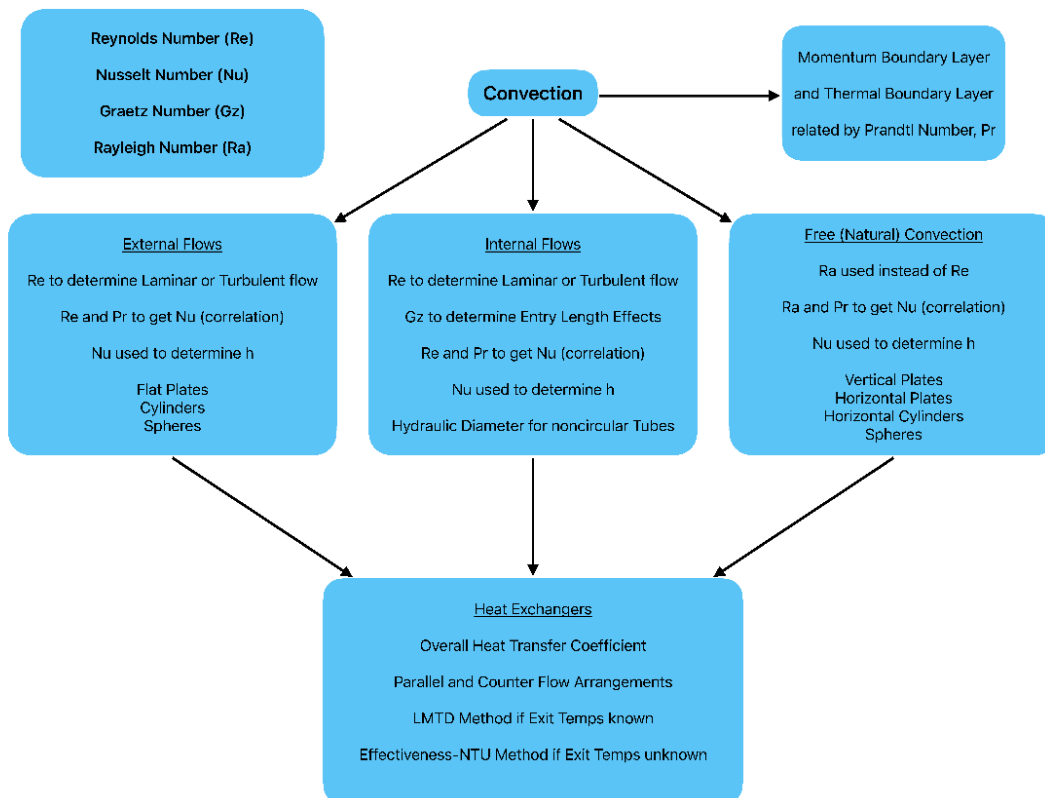 Reynolds Number (Re)
Nusselt Number (Nu)
Graetz Number (Gz)
Rayleigh Number (Ra)
Convection
Momentum Boundary Layer
and Thermal Boundary Layer
related by Prandtl Number, Pr
External Flows
Re to determine Laminar or Turbulent flow
Re and Pr to get Nu (correlation)
Nu used to determine h
Flat Plates
Cylinders
Spheres
Internal Flows
Re to determine Laminar or Turbulent flow
Gz to determine Entry Length Effects
Re and Pr to get Nu (correlation)
Nu used to determine h
Hydraulic Diameter for noncircular Tubes
Free (Natural) Convection
Ra used instead of Re
Ra and Pr to get Nu (correlation)
Nu used to determine h
Vertical Plates
Horizontal Plates
Horizontal Cylinders
Spheres
Heat Exchangers
Overall Heat Transfer Coefficient
Parallel and Counter Flow Arrangements
LMTD Method if Exit Temps known
Effectiveness-NTU Method if Exit Temps unknown